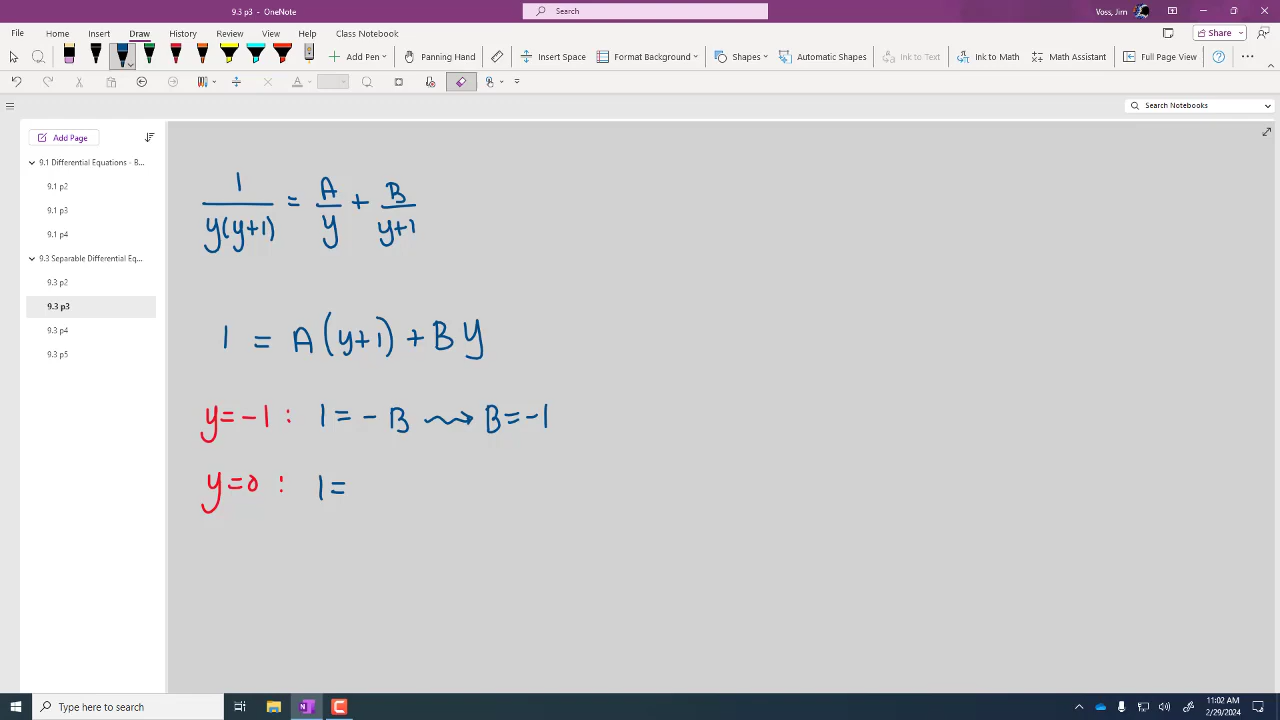 9.3 p3 - OneNote
Search
Voss, Jim
File Home Insert Draw History Review View Help Class Notebook
Share
Add Pen
Panning Hand
Insert Space
Format Background
Shapes
Automatic Shapes
Ink to Text
Ink to Math
Math Assistant
Full Page View
Search Notebooks
Add Page
9.1 Differential Equations - B...
9.1 p2
9.1 p3
9.1 p4
9.3 Separable Differential Eq...
9.3 p2
9.3 p3
9.3 p4
9.3 p5
1/(y(y+1)) = A/y + B/(y+1)
1 = A(y+1) + By
y=-1 : 1=-B ⇝ B=-1
y=0 : 1=
Type here to search
11:02 AM
2/29/2024